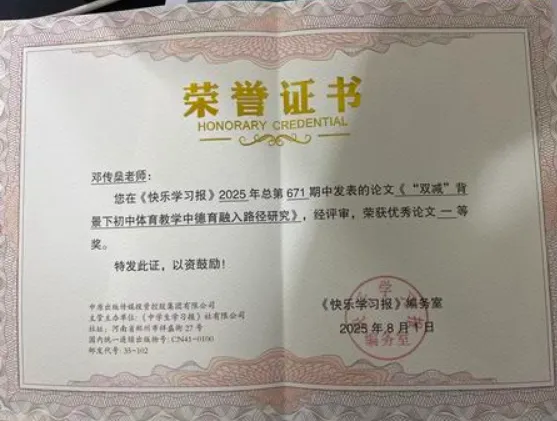 荣誉证书
HONORARY CREDENTIAL
邓传燊老师:
您在《快乐学习报》2025年总第671期中发表的论文《“双减”背
景下初中体育教学中德育融入路径研究》,经评审,荣获优秀论文一等
奖。
特发此证,以资鼓励!
中原出版传媒投资控股集团有限公司
主管主办单位:《中学生学习报》社有限公司
社址:河南省郑州市祥盛街27号
国内统一连续出版物号:CN41-0100
邮发代号:35-102
《快乐学习报》编务室
2025年8月1日
编务室